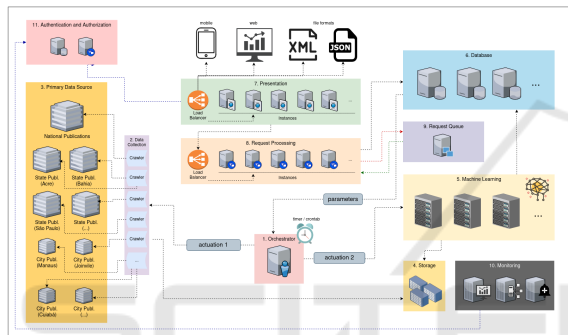 11. Authentication and Authorization
mobile
web
file formats
XML
JSON
3. Primary Data Source
National Publications
State Publ.
(Acre)
State Publ.
(Bahia)
State Publ.
(São Paulo)
State Publ.
(...)
City Publ.
(Manaus)
City Publ.
(Joinville)
City Publ.
(Cuiabá)
City Publ.
(...)
2. Data
Collection
Crawler
Crawler
Crawler
Crawler
Crawler
...
7. Presentation
Load
Balancer
Instances
...
8. Request Processing
Load
Balancer
Instances
...
6. Database
...
9. Request Queue
5. Machine Learning
...
parameters
timer / crontab
actuation 1
1. Orchestrator
actuation 2
4. Storage
10. Monitoring